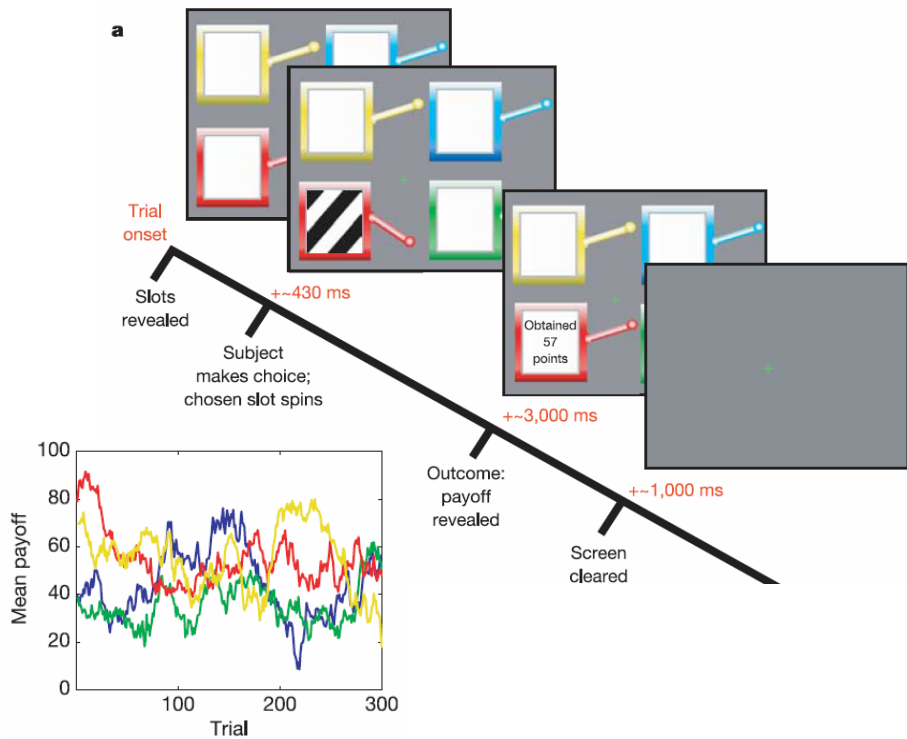 a
Trial
onset
Slots
revealed
+~430 ms
Subject
makes choice;
chosen slot spins
Obtained
57
points
+~3,000 ms
Outcome:
payoff
revealed
+~1,000 ms
Screen
cleared
Mean payoff
100
80
60
40
20
0
100
200
300
Trial